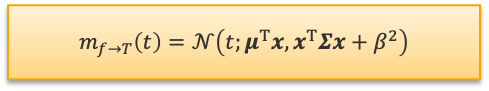 m_{f→T}(t) = 𝒩(t; 𝝁ᵀ𝒙, 𝒙ᵀ𝜮𝒙 + β²)